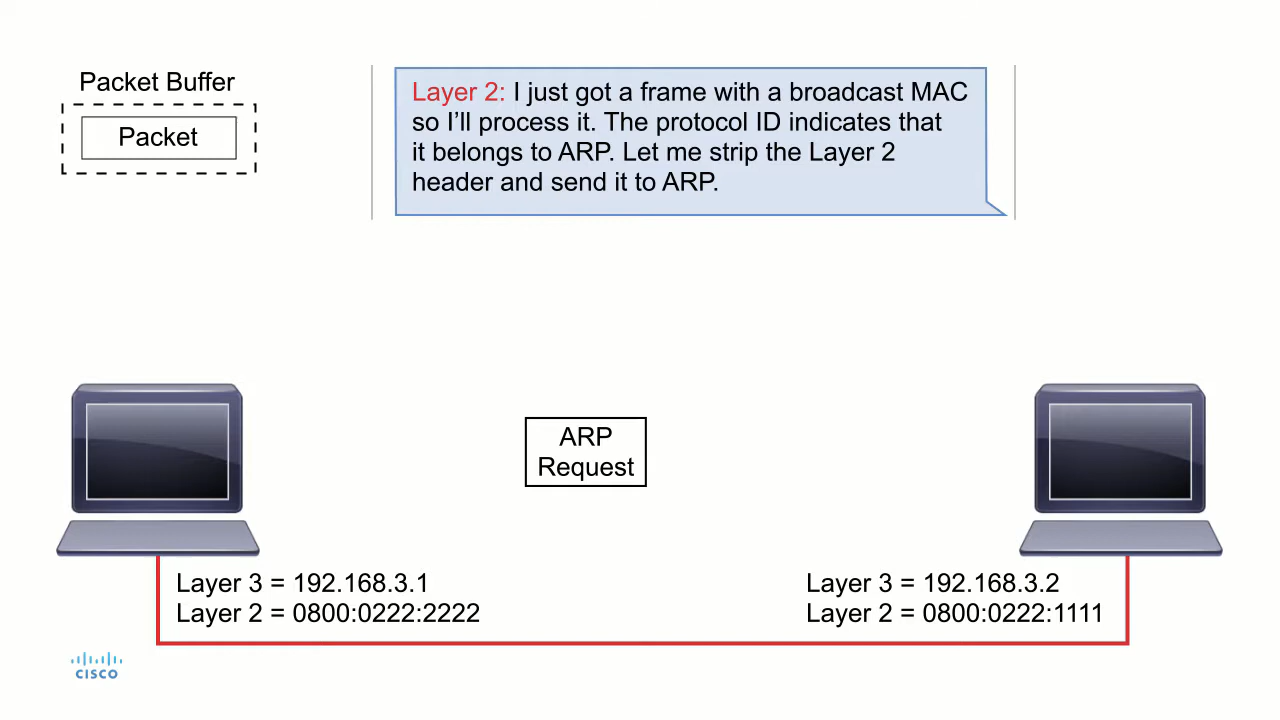 Packet Buffer
Packet
Layer 2: I just got a frame with a broadcast MAC
so I’ll process it. The protocol ID indicates that
it belongs to ARP. Let me strip the Layer 2
header and send it to ARP.
ARP
Request
Layer 3 = 192.168.3.1
Layer 2 = 0800:0222:2222
Layer 3 = 192.168.3.2
Layer 2 = 0800:0222:1111
CISCO